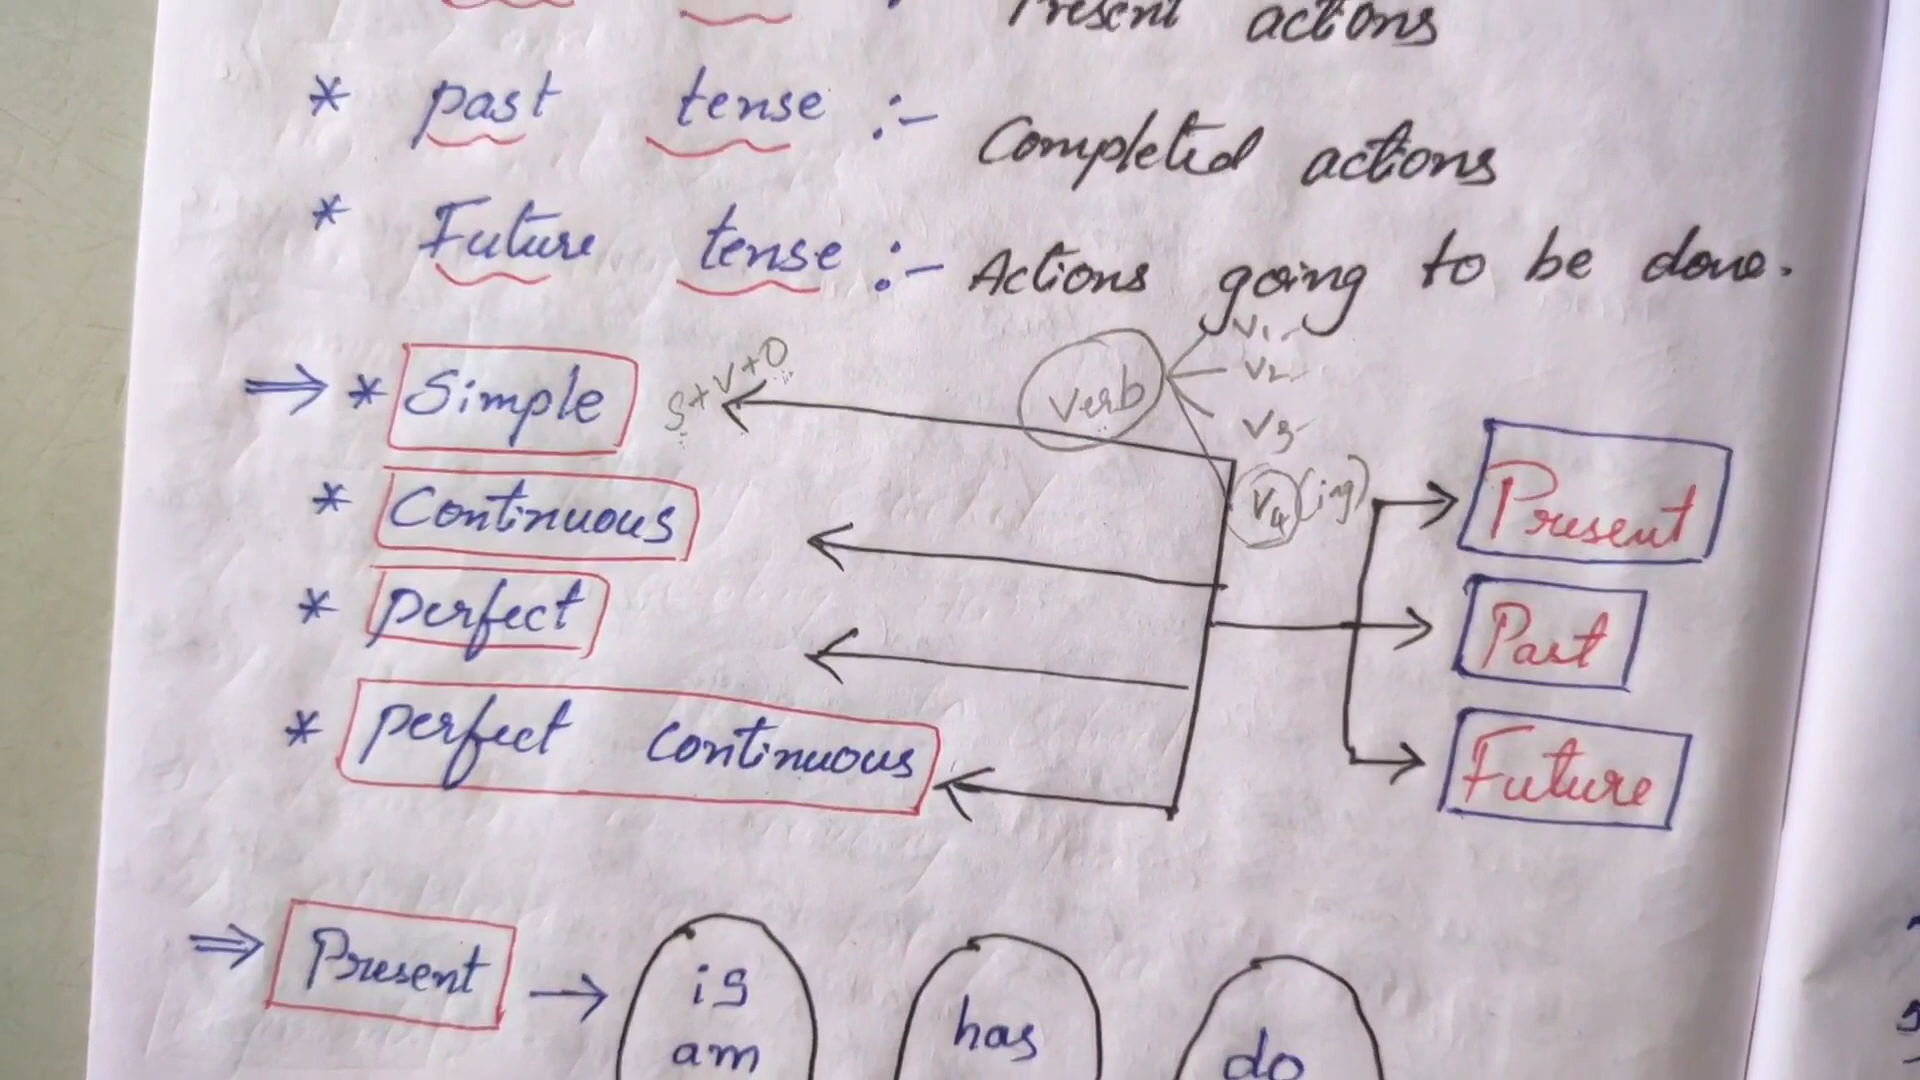 Present actions
* past tense :- Completed actions
* Future tense :- Actions going to be done.
⇒ * Simple S+V+O
verb V1 V2 V3 V4 (ing)
* Continuous
* perfect
* perfect continuous
Present
Past
Future
⇒ Present → is has do
am